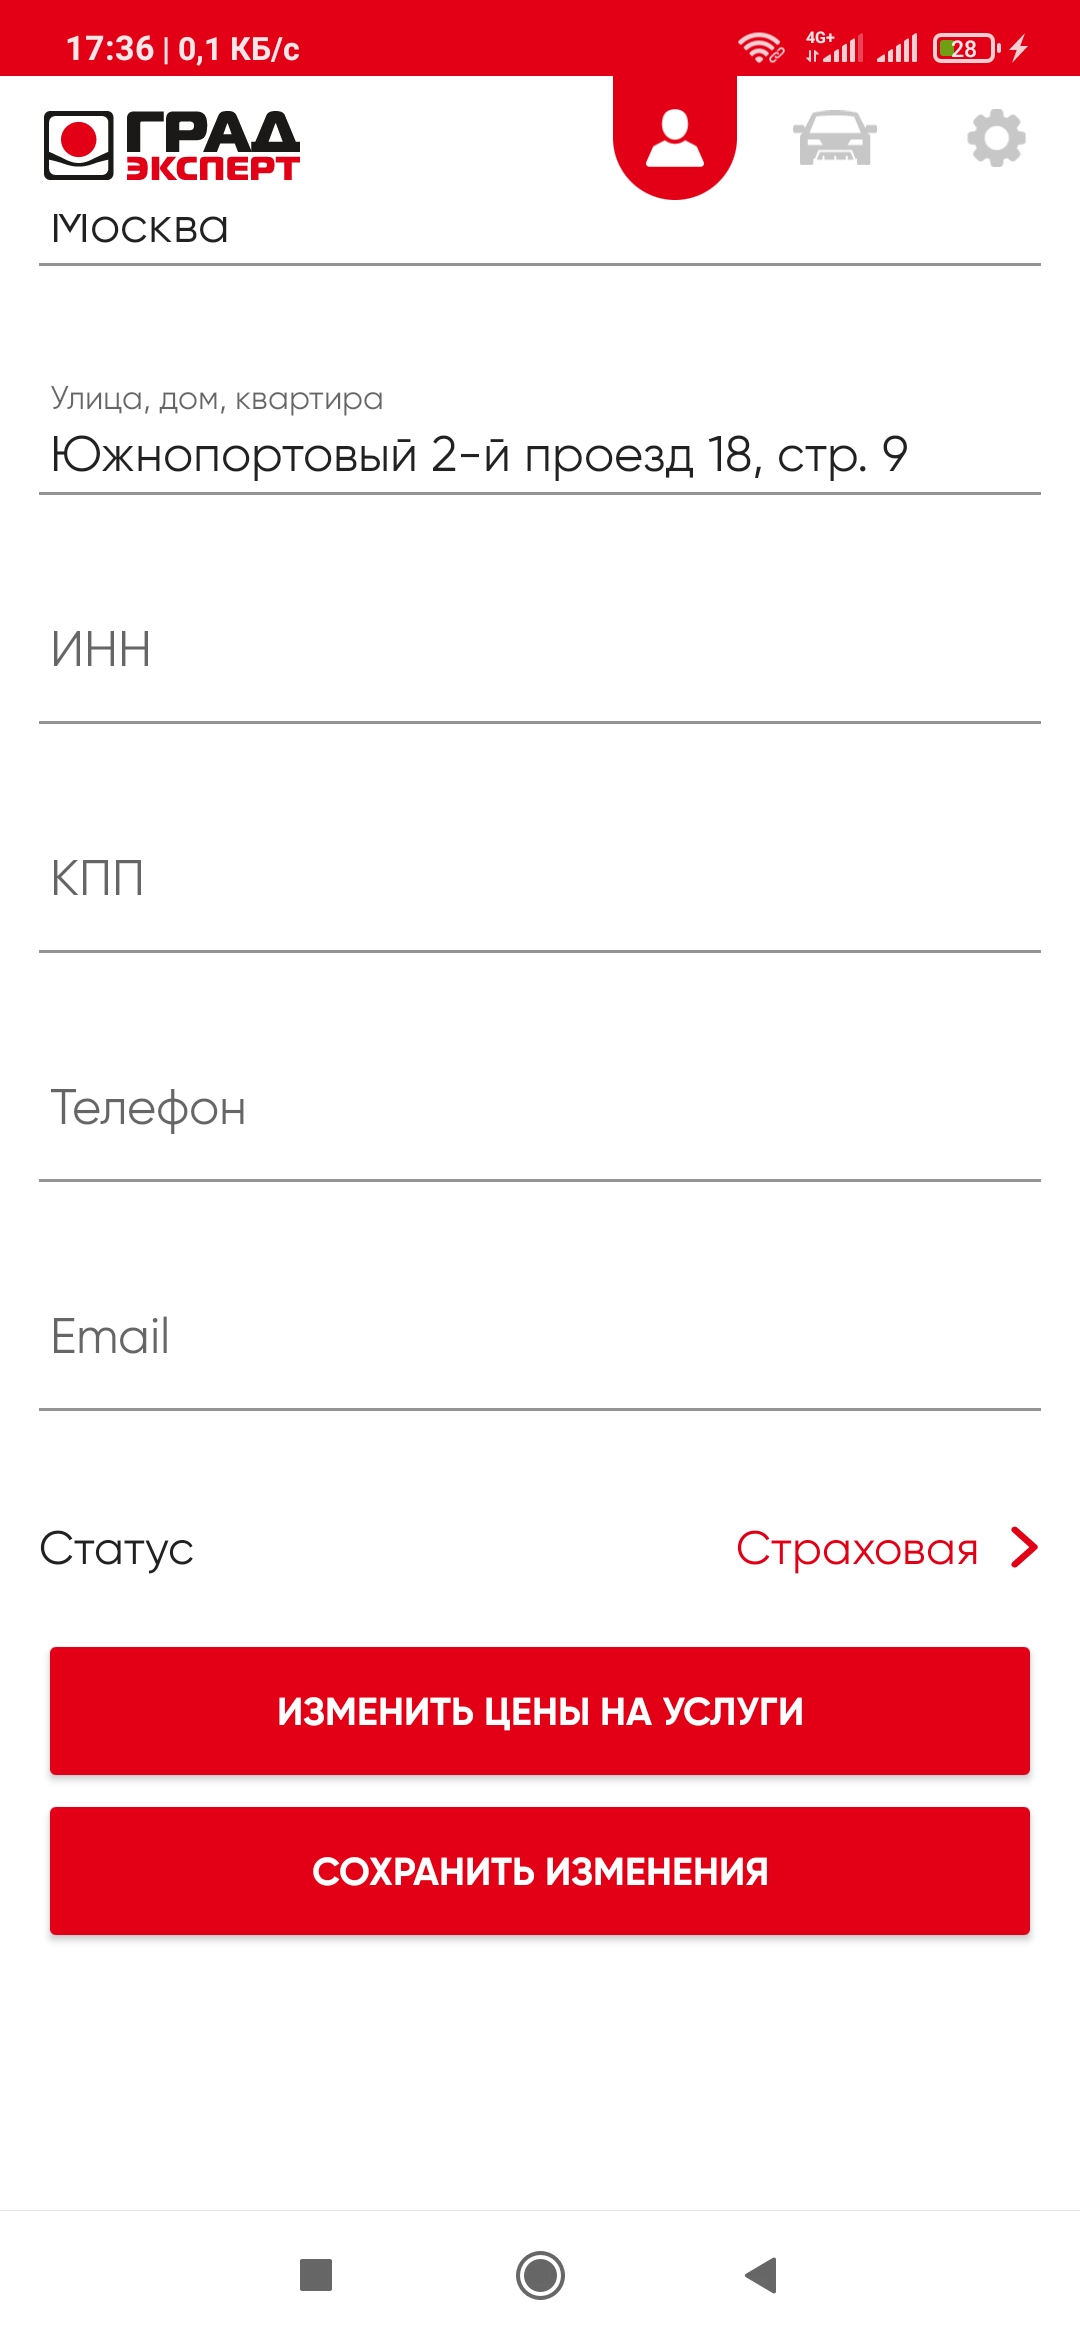 17:36 | 0,1 КБ/с
4G+
28
ГРАД
ЭКСПЕРТ
Москва
Улица, дом, квартира
Южнопортовый 2-й проезд 18, стр. 9
ИНН
КПП
Телефон
Email
Статус Страховая
ИЗМЕНИТЬ ЦЕНЫ НА УСЛУГИ
СОХРАНИТЬ ИЗМЕНЕНИЯ